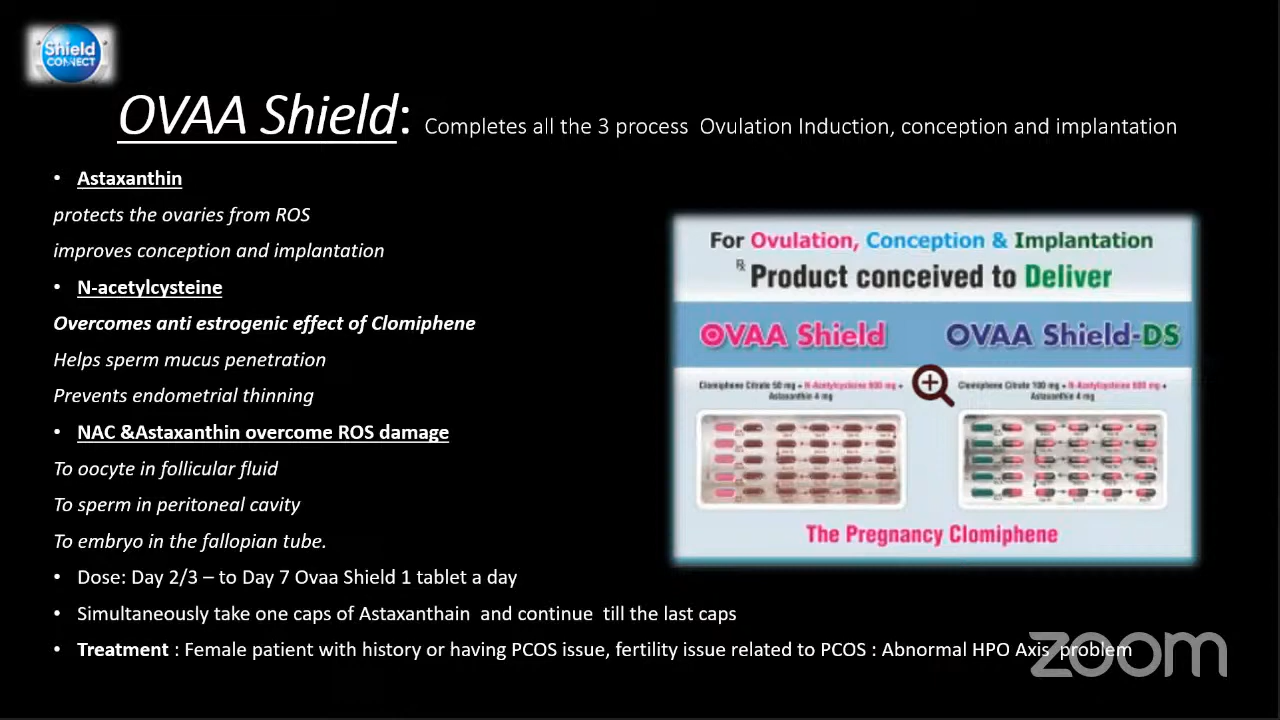 Shield
CONNECT
OVAA Shield: Completes all the 3 process Ovulation Induction, conception and implantation
• Astaxanthin
protects the ovaries from ROS
improves conception and implantation
• N-acetylcysteine
Overcomes anti estrogenic effect of Clomiphene
Helps sperm mucus penetration
Prevents endometrial thinning
• NAC &Astaxanthin overcome ROS damage
To oocyte in follicular fluid
To sperm in peritoneal cavity
To embryo in the fallopian tube.
• Dose: Day 2/3 – to Day 7 Ovaa Shield 1 tablet a day
• Simultaneously take one caps of Astaxanthain and continue till the last caps
• Treatment : Female patient with history or having PCOS issue, fertility issue related to PCOS : Abnormal HPO Axis problem
For Ovulation, Conception & Implantation
℞ Product conceived to Deliver
OVAA Shield
OVAA Shield-DS
Clomiphene Citrate 50 mg + N-Acetylcysteine 600 mg +
Astaxanthin 4 mg
Clomiphene Citrate 100 mg + N-Acetylcysteine 600 mg +
Astaxanthin 4 mg
The Pregnancy Clomiphene
zoom